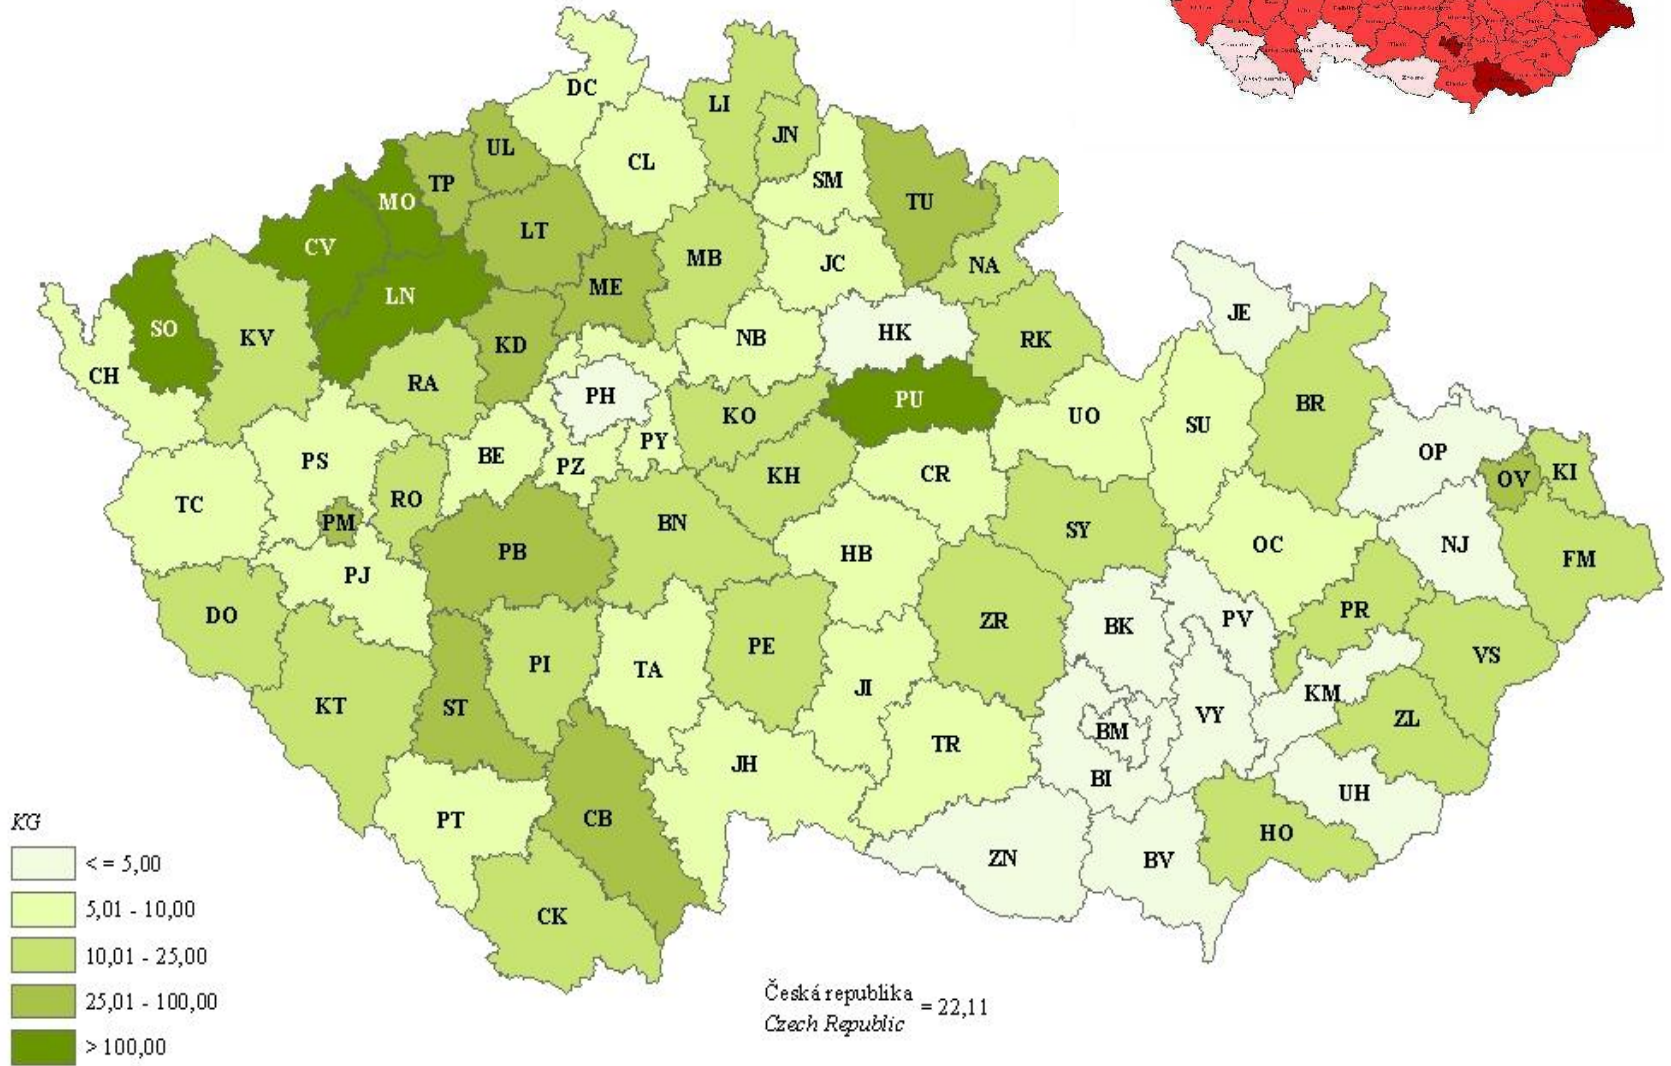 DC
LI
JN
UL
CL
TP
SM
MO
TU
LT
CV
MB
JC
NA
ME
LN
JE
SO
KV
KD
NB
HK
RK
CH
RA
PH
KO
PU
UO
BR
SU
PS
BE
PZ
PY
KH
CR
OP
TC
RO
OV
KI
PM
BN
SY
PB
HB
OC
NJ
FM
PJ
DO
ZR
BK
PV
PR
PI
TA
PE
VS
KT
ST
JI
KM
BM
VY
ZL
JH
TR
BI
UH
PT
CB
HO
ZN
BV
CK
KG
< = 5,00
5,01 - 10,00
10,01 - 25,00
25,01 - 100,00
> 100,00
Česká republika
= 22,11
Czech Republic